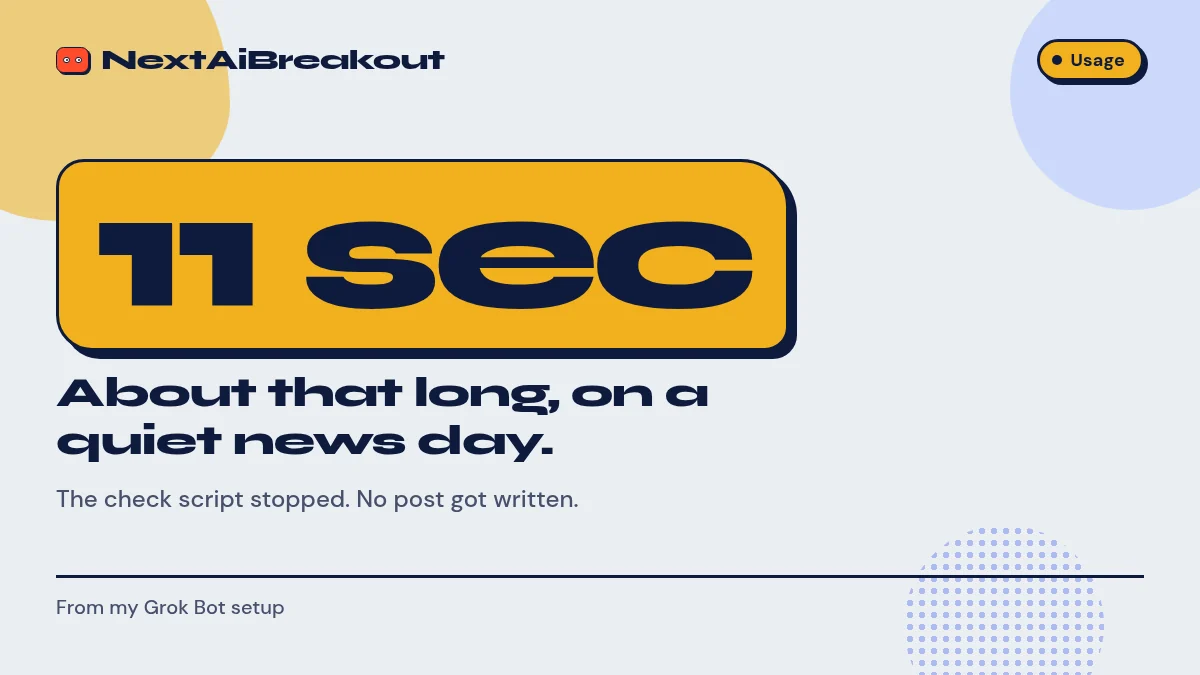 NextAiBreakout
Usage
11 sec
About that long, on a
quiet news day.
The check script stopped. No post got written.
From my Grok Bot setup